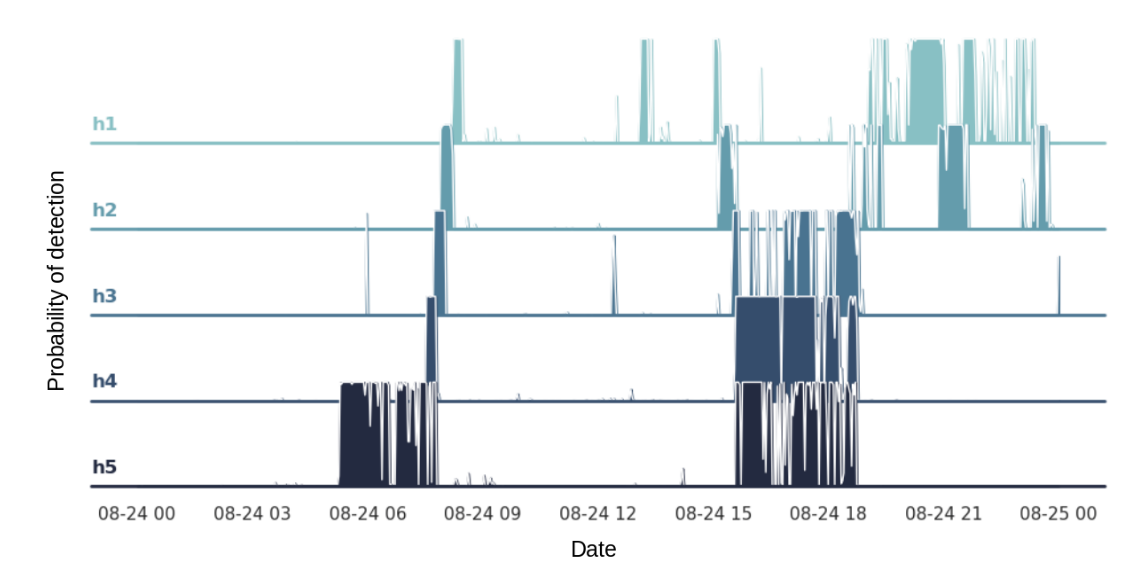 h1
h2
h3
h4
h5
Probability of detection
08-24 00 08-24 03 08-24 06 08-24 09 08-24 12 08-24 15 08-24 18 08-24 21 08-25 00
Date